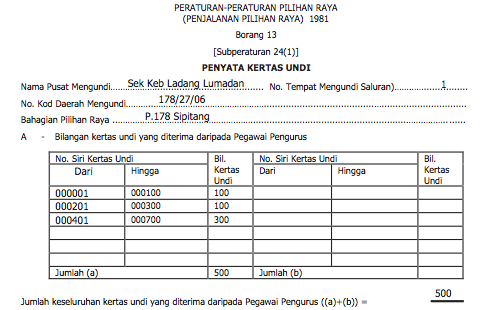 PERATURAN-PERATURAN PILIHAN RAYA
(PENJALANAN PILIHAN RAYA) 1981
Borang 13
[Subperaturan 24(1)]
PENYATA KERTAS UNDI
Nama Pusat Mengundi....Sek Keb Ladang Lumadan.... No. Tempat Mengundi Saluran)..........1......
No. Kod Daerah Mengundi....178/27/06....
Bahagian Pilihan Raya ....P.178 Sipitang....
A - Bilangan kertas undi yang diterima daripada Pegawai Pengurus
No. Siri Kertas Undi Bil. Kertas Undi No. Siri Kertas Undi Bil. Kertas Undi
Dari Hingga Dari Hingga
000001 000100 100
000201 000300 100
000401 000700 300
Jumlah (a) 500 Jumlah (b)
Jumlah keseluruhan kertas undi yang diterima daripada Pegawai Pengurus ((a)+(b)) = 500